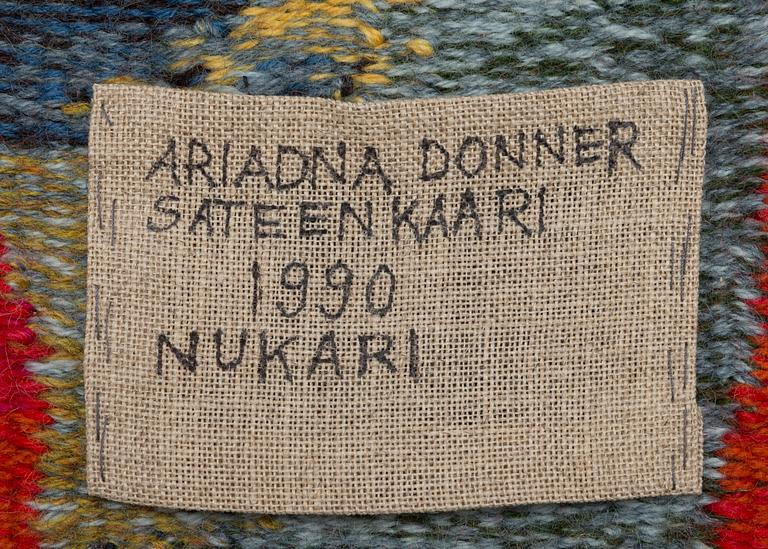 ARIADNA DONNER
SATEENKAARI
1990
NUKARI